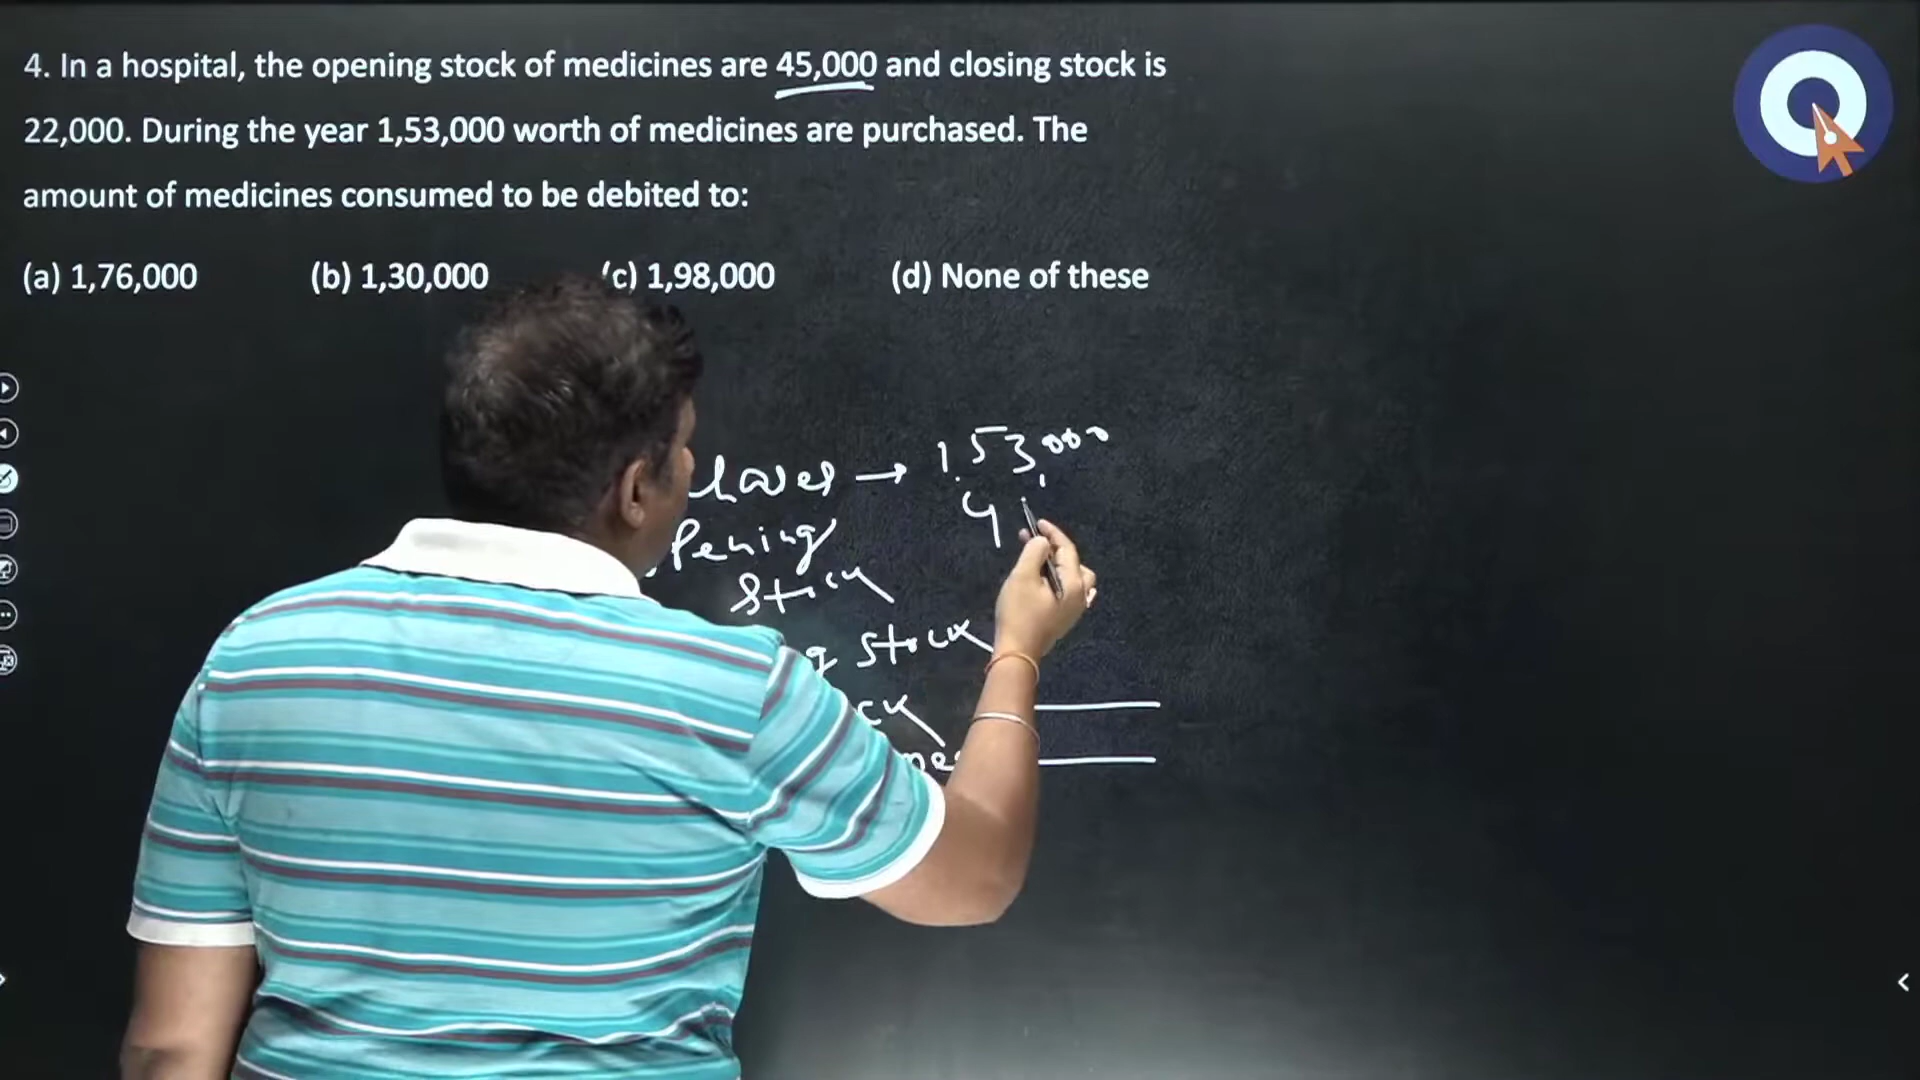 4. In a hospital, the opening stock of medicines are 45,000 and closing stock is
22,000. During the year 1,53,000 worth of medicines are purchased. The
amount of medicines consumed to be debited to:
(a) 1,76,000 (b) 1,30,000 (c) 1,98,000 (d) None of these
→ 1,53,000
4
Stock
g stock